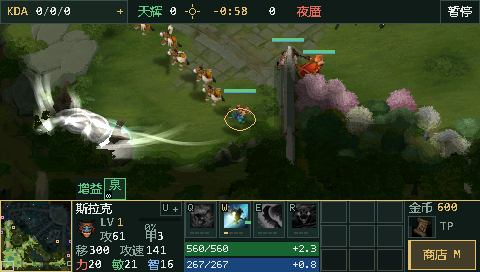 KDA 0/0/0 + 天辉 0 -0:58 0 夜魇 暂停
增益 泉
∞
斯拉克 U +
LV 1
攻61 0% 甲3
移300 攻速141
力20 敏21 智16
Q W E R
560/560 +2.3
267/267 +0.8
金币 600
TP
商店 M